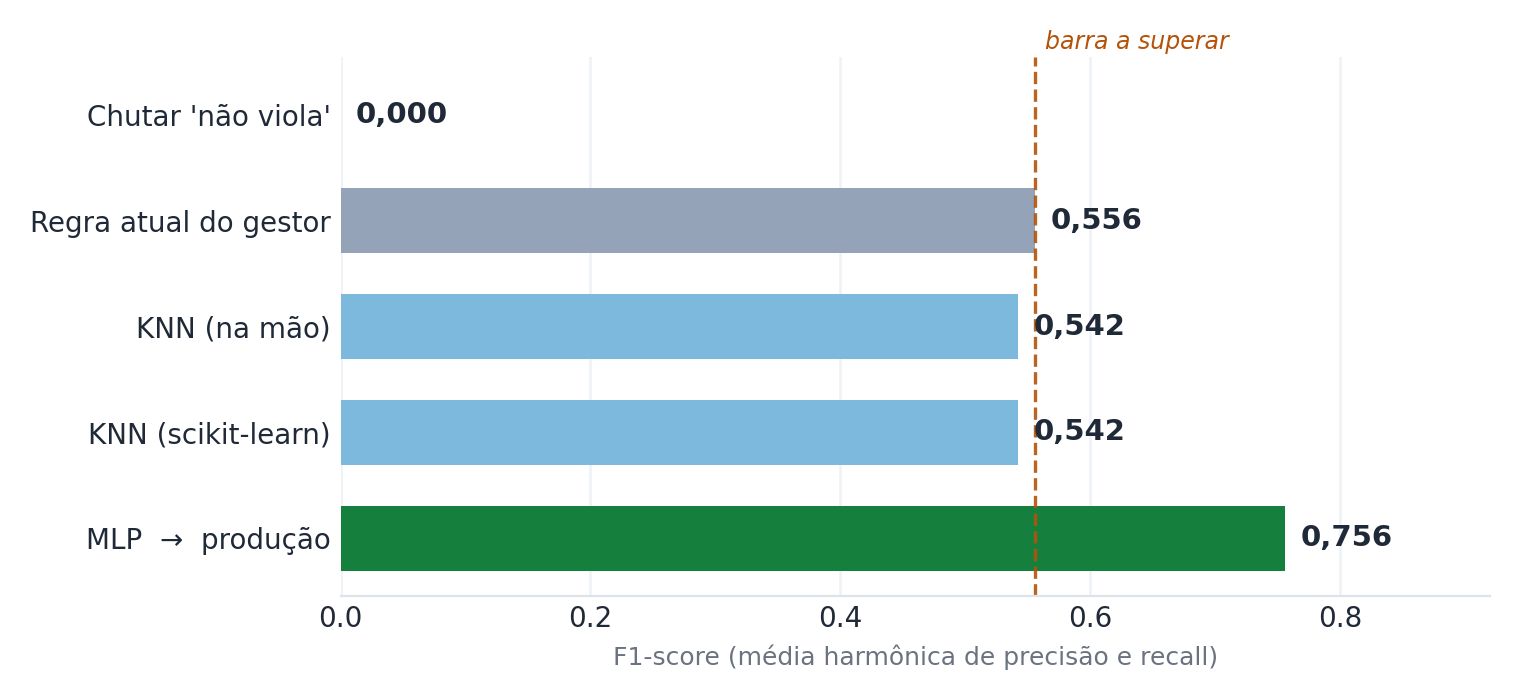 barra a superar
Chutar 'não viola' 0,000
Regra atual do gestor 0,556
KNN (na mão) 0,542
KNN (scikit-learn) 0,542
MLP → produção 0,756
0.0 0.2 0.4 0.6 0.8
F1-score (média harmônica de precisão e recall)